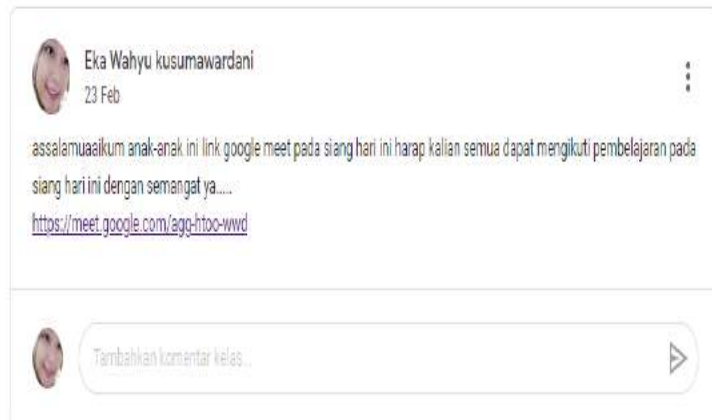 Eka Wahyu kusumawardani
23 Feb
assalamuaaikum anak-anak ini link google meet pada siang hari ini harap kalian semua dapat mengikuti pembelajaran pada
siang hari ini dengan semangat ya.....
https://meet.google.com/agg-htoo-wwd
Tambahkan komentar kelas...